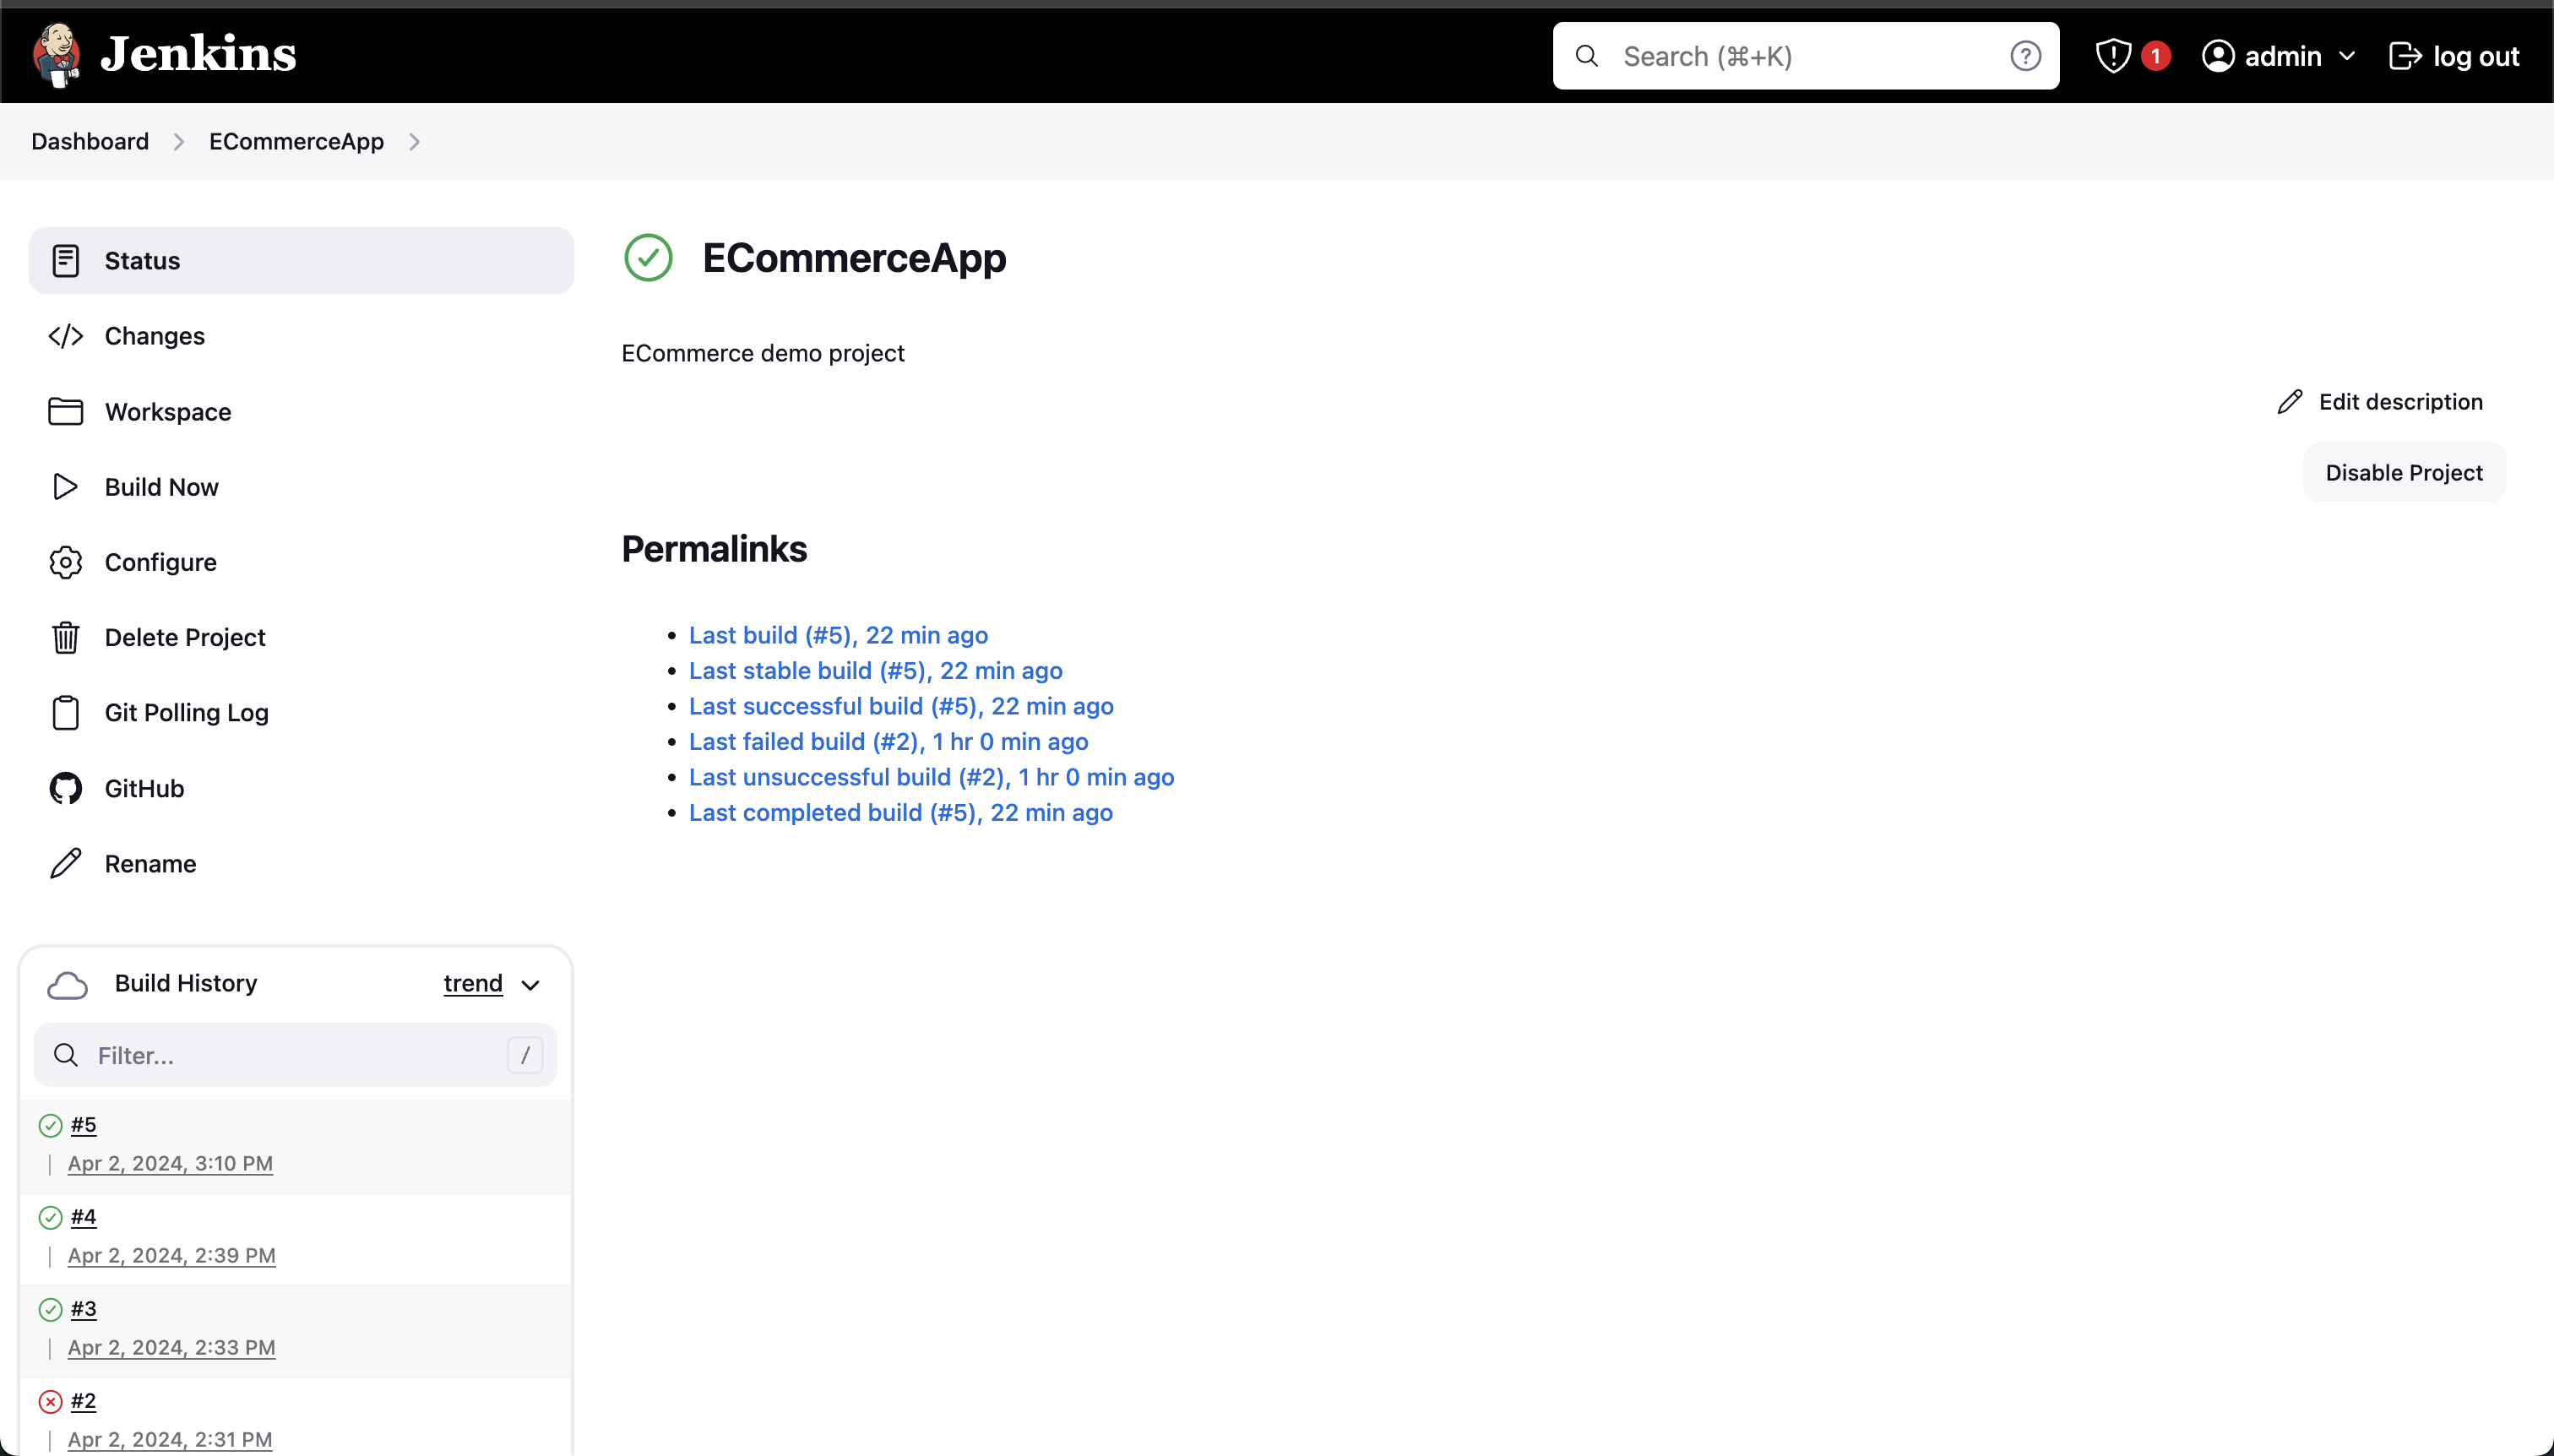 Jenkins
Search (⌘+K)
?
1
admin
log out
Dashboard
ECommerceApp
Status
Changes
Workspace
Build Now
Configure
Delete Project
Git Polling Log
GitHub
Rename
Build History
trend
Filter...
/
#5
Apr 2, 2024, 3:10 PM
#4
Apr 2, 2024, 2:39 PM
#3
Apr 2, 2024, 2:33 PM
#2
Apr 2, 2024, 2:31 PM
ECommerceApp
ECommerce demo project
Edit description
Disable Project
Permalinks
Last build (#5), 22 min ago
Last stable build (#5), 22 min ago
Last successful build (#5), 22 min ago
Last failed build (#2), 1 hr 0 min ago
Last unsuccessful build (#2), 1 hr 0 min ago
Last completed build (#5), 22 min ago